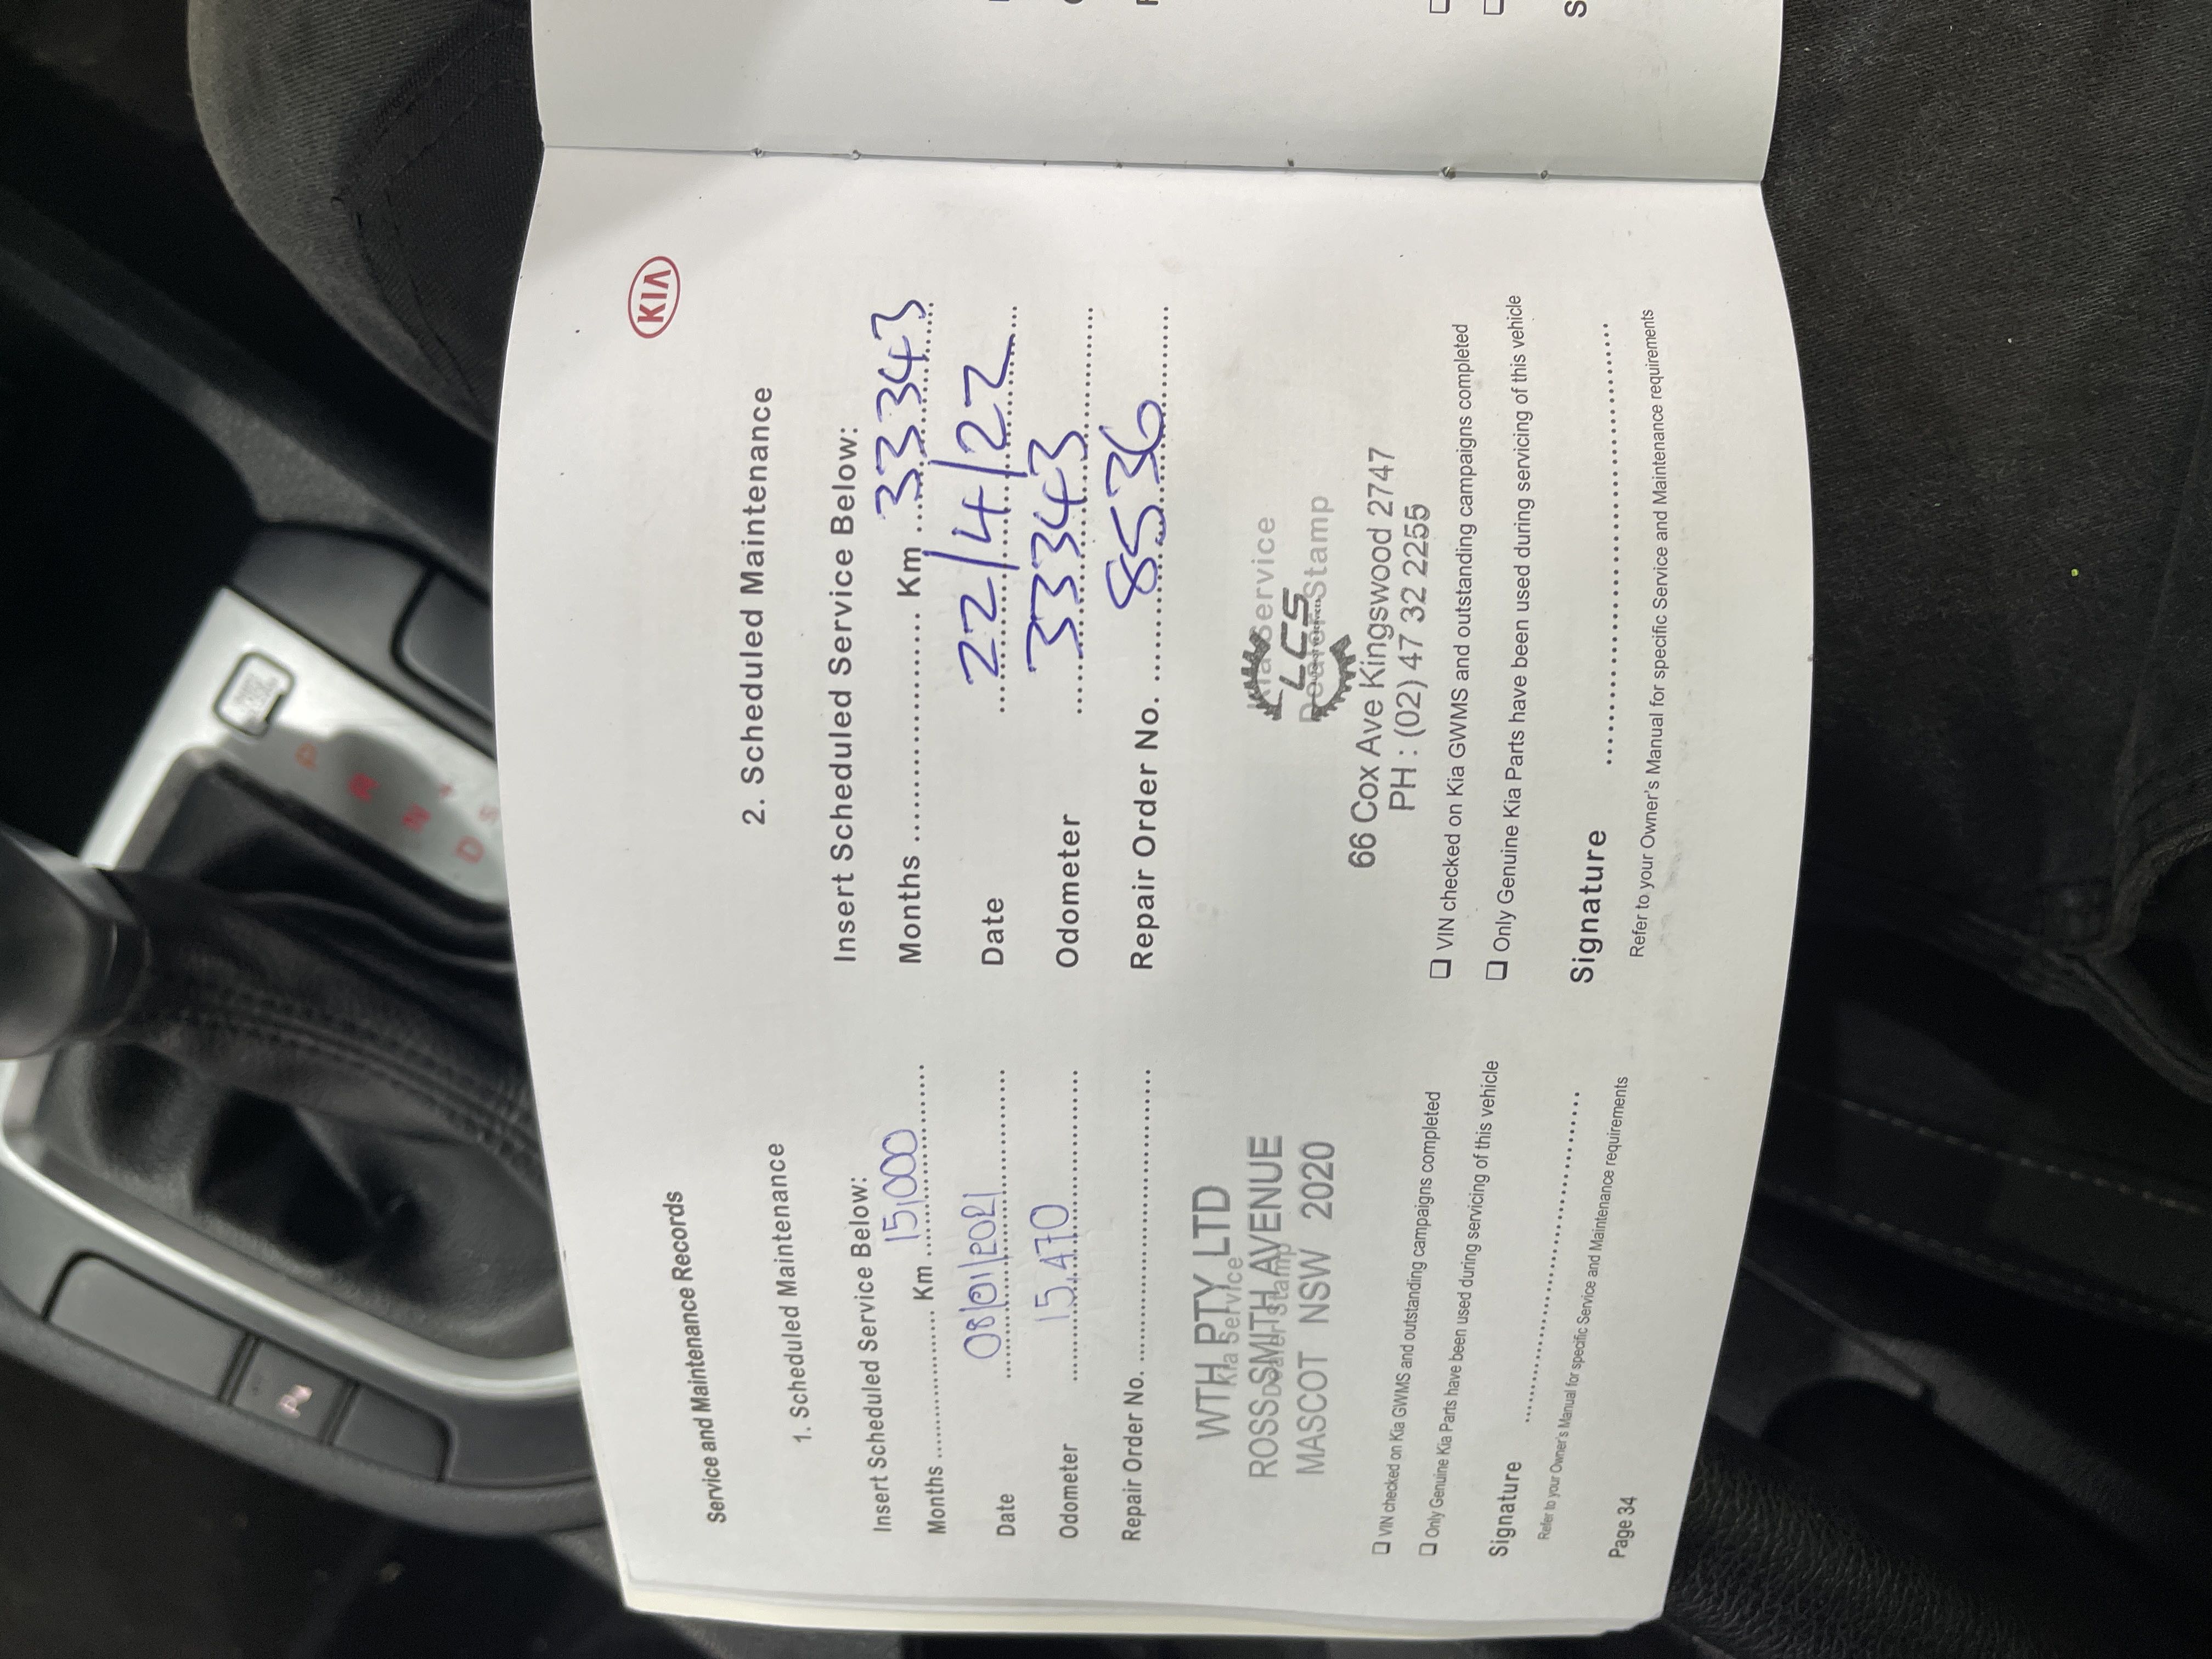 Service and Maintenance Records
KIA
1. Scheduled Maintenance
Insert Scheduled Service Below:
Months .................... Km ..15,000..........
Date ..08/01/2021..................
Odometer ......15,470..................
Repair Order No. ..............................
WTH PTY LTD
Kia Service
ROSS SMITH AVENUE
Dealer Stamp
MASCOT NSW 2020
❏ VIN checked on Kia GWMS and outstanding campaigns completed
❏ Only Genuine Kia Parts have been used during servicing of this vehicle
Signature ........................................
Refer to your Owner's Manual for specific Service and Maintenance requirements
Page 34
2. Scheduled Maintenance
Insert Scheduled Service Below:
Months .................... Km ..33343
Date ..22/4/22..
Odometer ....33343..............
Repair Order No. ......8536..........
Kia Service
LCS
Dealer Stamp
66 Cox Ave Kingswood 2747
PH : (02) 47 32 2255
❏ VIN checked on Kia GWMS and outstanding campaigns completed
❏ Only Genuine Kia Parts have been used during servicing of this vehicle
Signature ........................................
Refer to your Owner's Manual for specific Service and Maintenance requirements
P
R
N +
D S